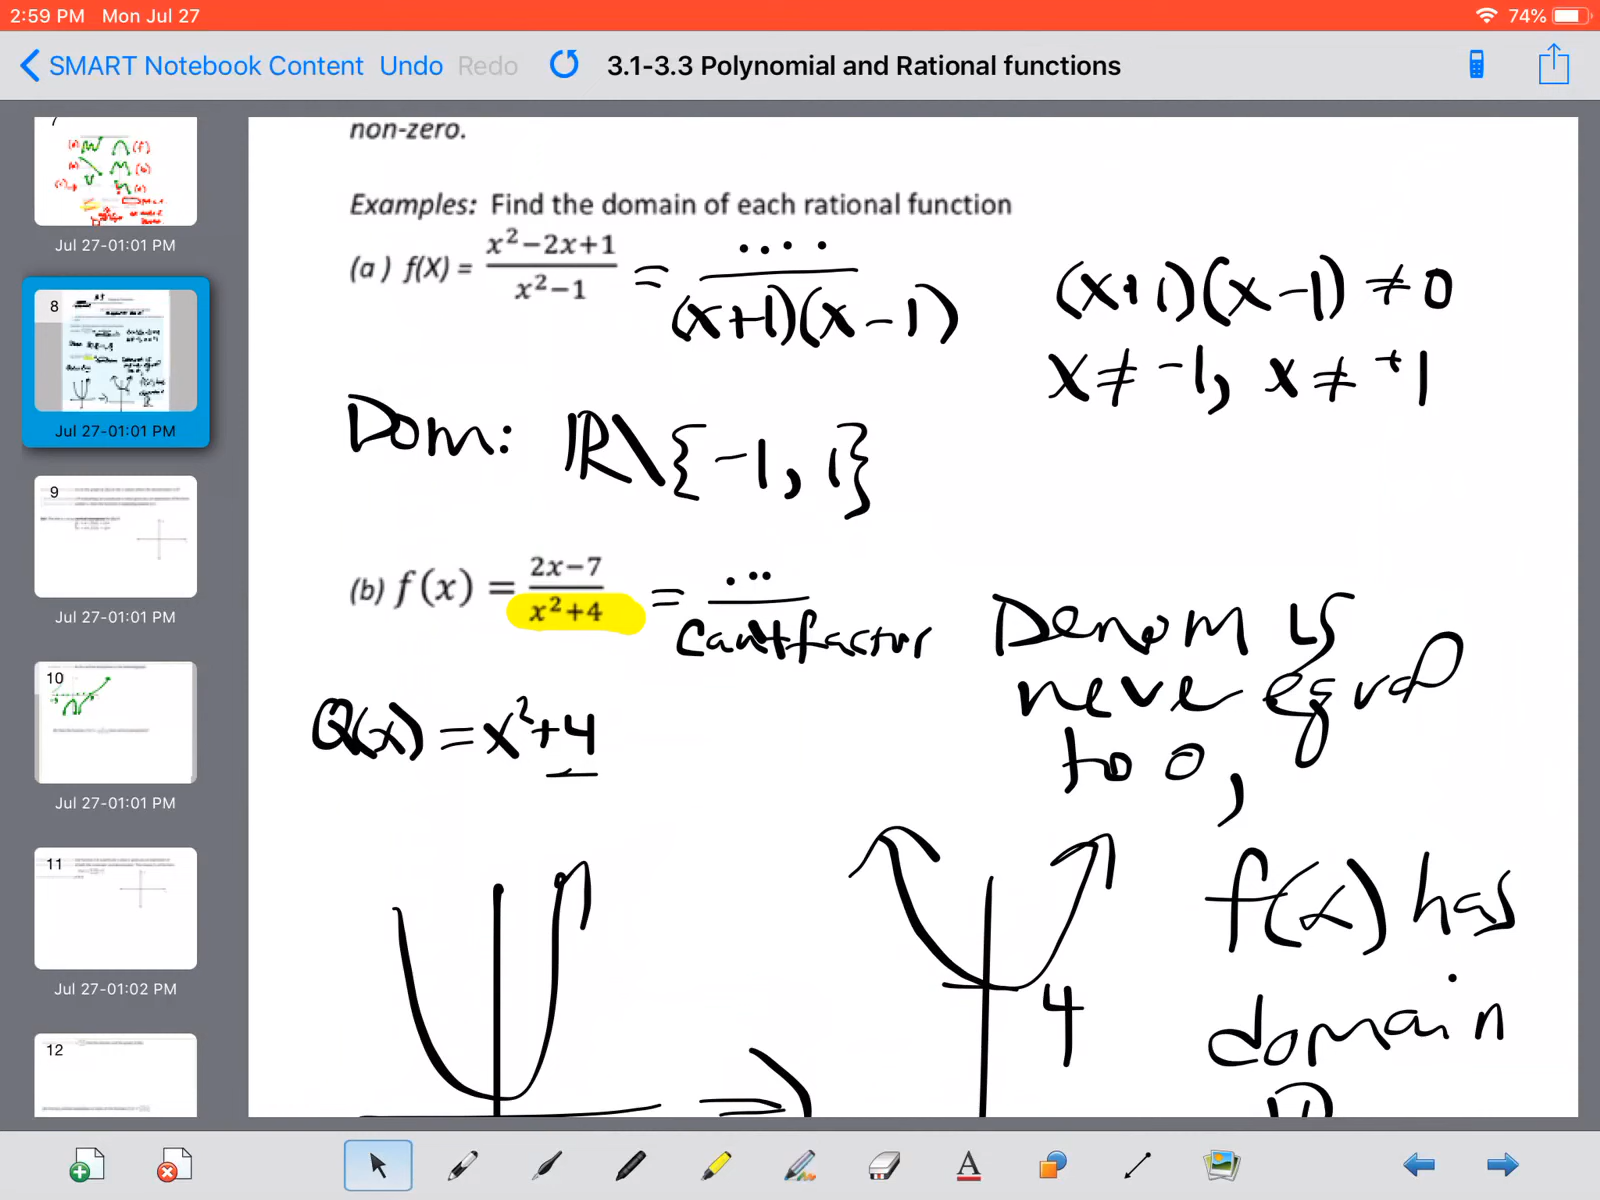 2:59 PM Mon Jul 27 74%
SMART Notebook Content Undo Redo 3.1-3.3 Polynomial and Rational functions
7
Jul 27-01:01 PM
8
Jul 27-01:01 PM
9
Jul 27-01:01 PM
10
Jul 27-01:01 PM
11
Jul 27-01:02 PM
12
non-zero.
Examples: Find the domain of each rational function
(a) f(X) = x²−2x+1 / x²−1 = .... / (x+1)(x−1)
(x+1)(x−1) ≠ 0
x ≠ −1, x ≠ +1
Dom: ℝ\{−1, 1}
(b) f(x) = 2x−7 / x²+4 = ... / can't factor
Denom is
never equal
to 0,
Q(x) = x²+4
f(x) has
4
domain
A